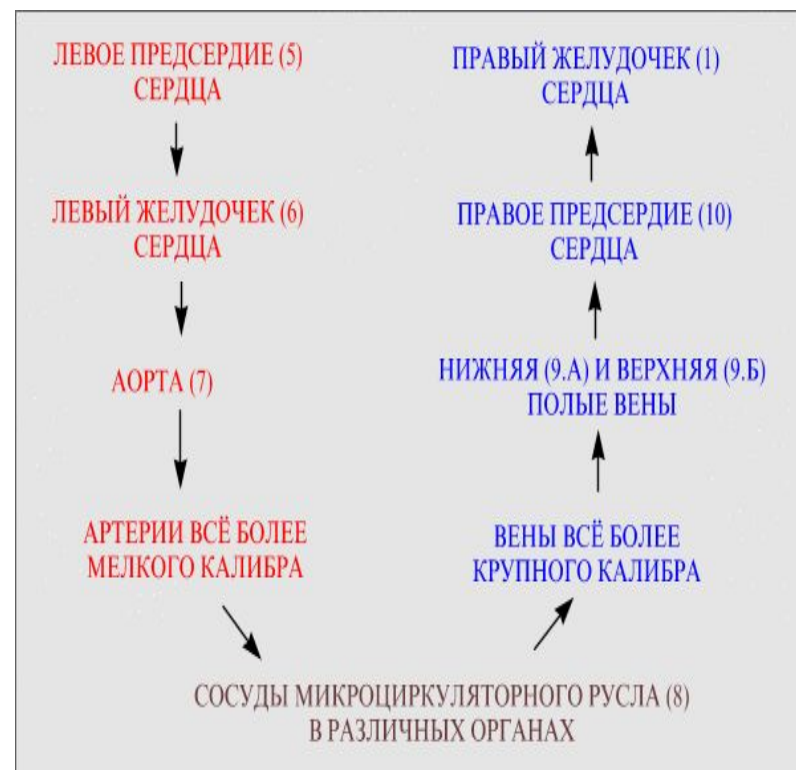 ЛЕВОЕ ПРЕДСЕРДИЕ (5)
СЕРДЦА
ЛЕВЫЙ ЖЕЛУДОЧЕК (6)
СЕРДЦА
АОРТА (7)
АРТЕРИИ ВСЁ БОЛЕЕ
МЕЛКОГО КАЛИБРА
СОСУДЫ МИКРОЦИРКУЛЯТОРНОГО РУСЛА (8)
В РАЗЛИЧНЫХ ОРГАНАХ
ВЕНЫ ВСЁ БОЛЕЕ
КРУПНОГО КАЛИБРА
НИЖНЯЯ (9.А) И ВЕРХНЯЯ (9.Б)
ПОЛЫЕ ВЕНЫ
ПРАВОЕ ПРЕДСЕРДИЕ (10)
СЕРДЦА
ПРАВЫЙ ЖЕЛУДОЧЕК (1)
СЕРДЦА